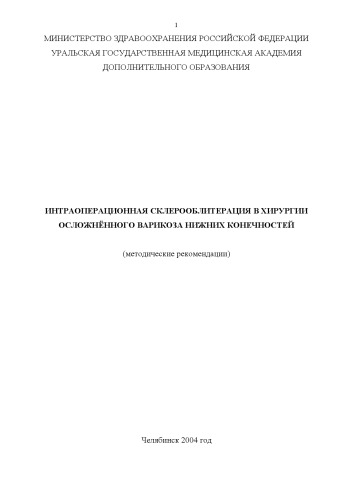 1
МИНИСТЕРСТВО ЗДРАВООХРАНЕНИЯ РОССИЙСКОЙ ФЕДЕРАЦИИ
УРАЛЬСКАЯ ГОСУДАРСТВЕННАЯ МЕДИЦИНСКАЯ АКАДЕМИЯ
ДОПОЛНИТЕЛЬНОГО ОБРАЗОВАНИЯ
ИНТРАОПЕРАЦИОННАЯ СКЛЕРООБЛИТЕРАЦИЯ В ХИРУРГИИ
ОСЛОЖНЁННОГО ВАРИКОЗА НИЖНИХ КОНЕЧНОСТЕЙ
(методические рекомендации)
Челябинск 2004 год